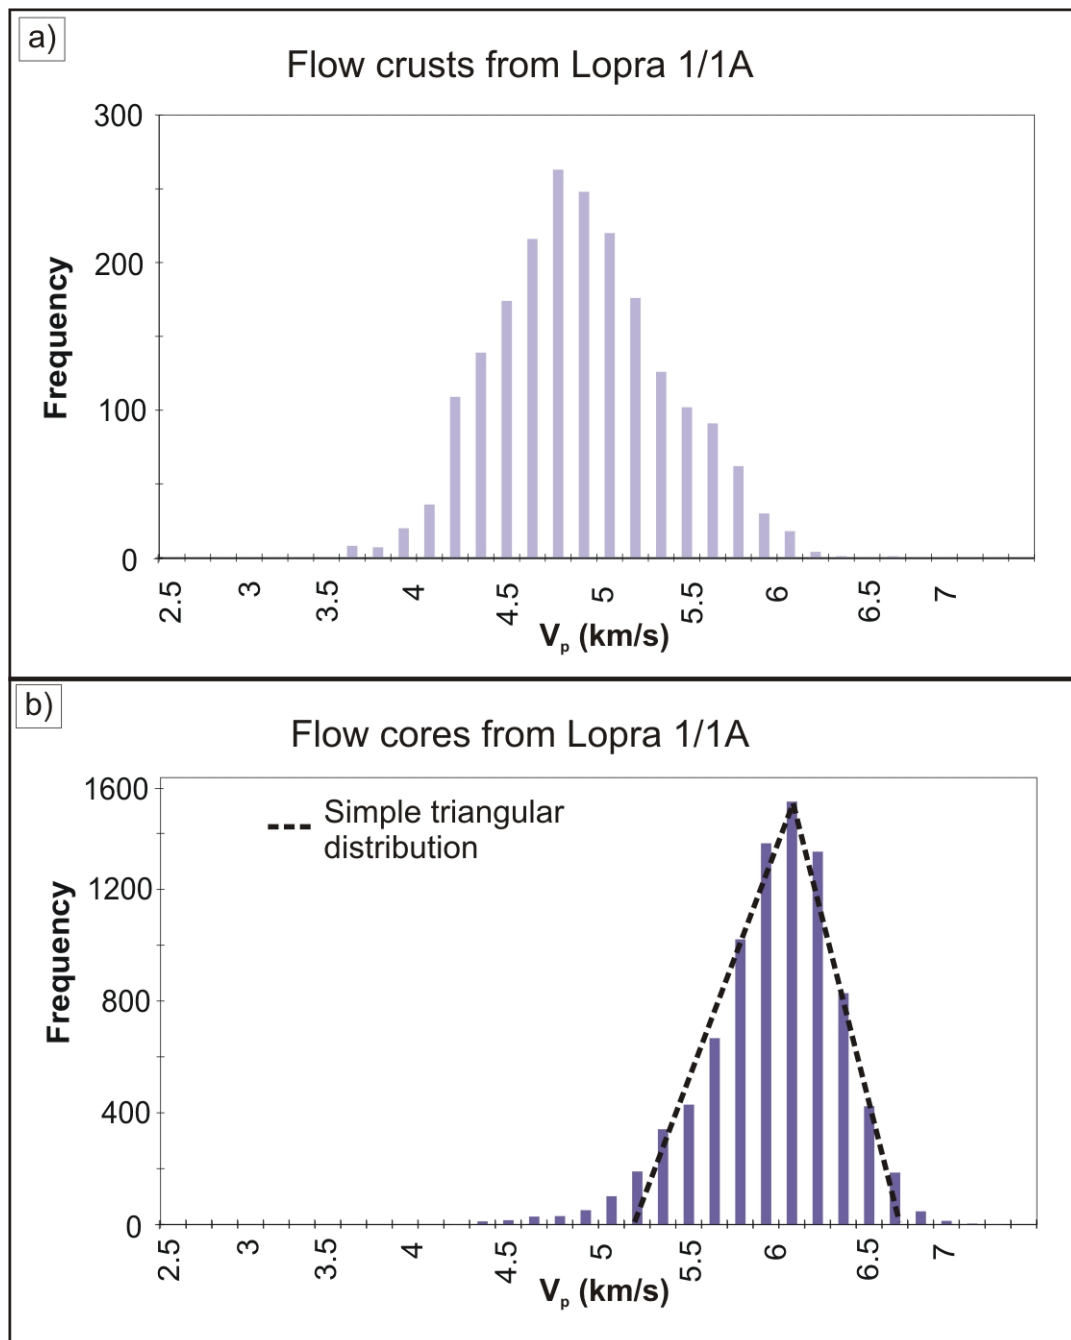 a)
Flow crusts from Lopra 1/1A
300
200
100
0
Frequency
2.5 3 3.5 4 4.5 5 5.5 6 6.5 7
Vₚ (km/s)
b)
Flow cores from Lopra 1/1A
Simple triangular
distribution
1600
1200
800
400
0
Frequency
2.5 3 3.5 4 4.5 5 5.5 6 6.5 7
Vₚ (km/s)